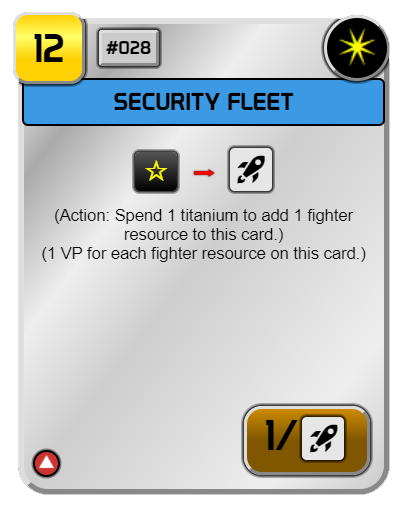 12
#028
SECURITY FLEET
(Action: Spend 1 titanium to add 1 fighter
resource to this card.)
(1 VP for each fighter resource on this card.)
1/